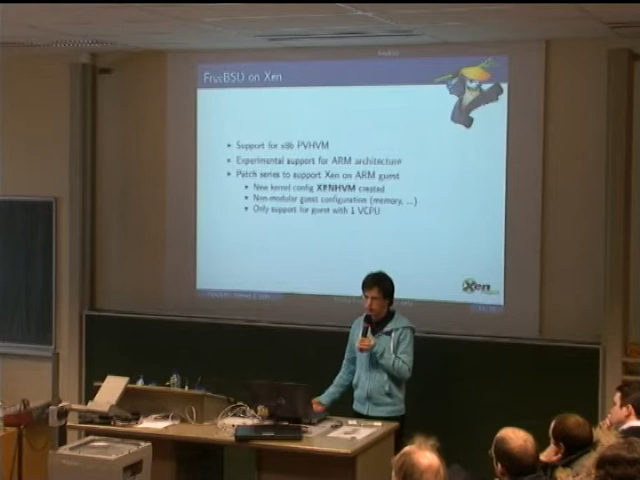 FreeBSD on Xen
Support for x86 PVHVM
Experimental support for ARM architecture
Patch series to support Xen on ARM guest
New kernel config XENHVM created
Non-modular guest configuration (memory, ...)
Only support for guest with 1 VCPU
Xen